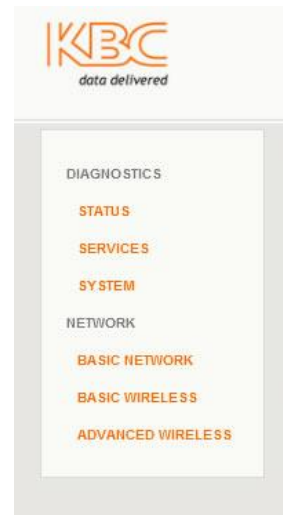 KBC
data delivered
DIAGNOSTICS
STATUS
SERVICES
SYSTEM
NETWORK
BASIC NETWORK
BASIC WIRELESS
ADVANCED WIRELESS